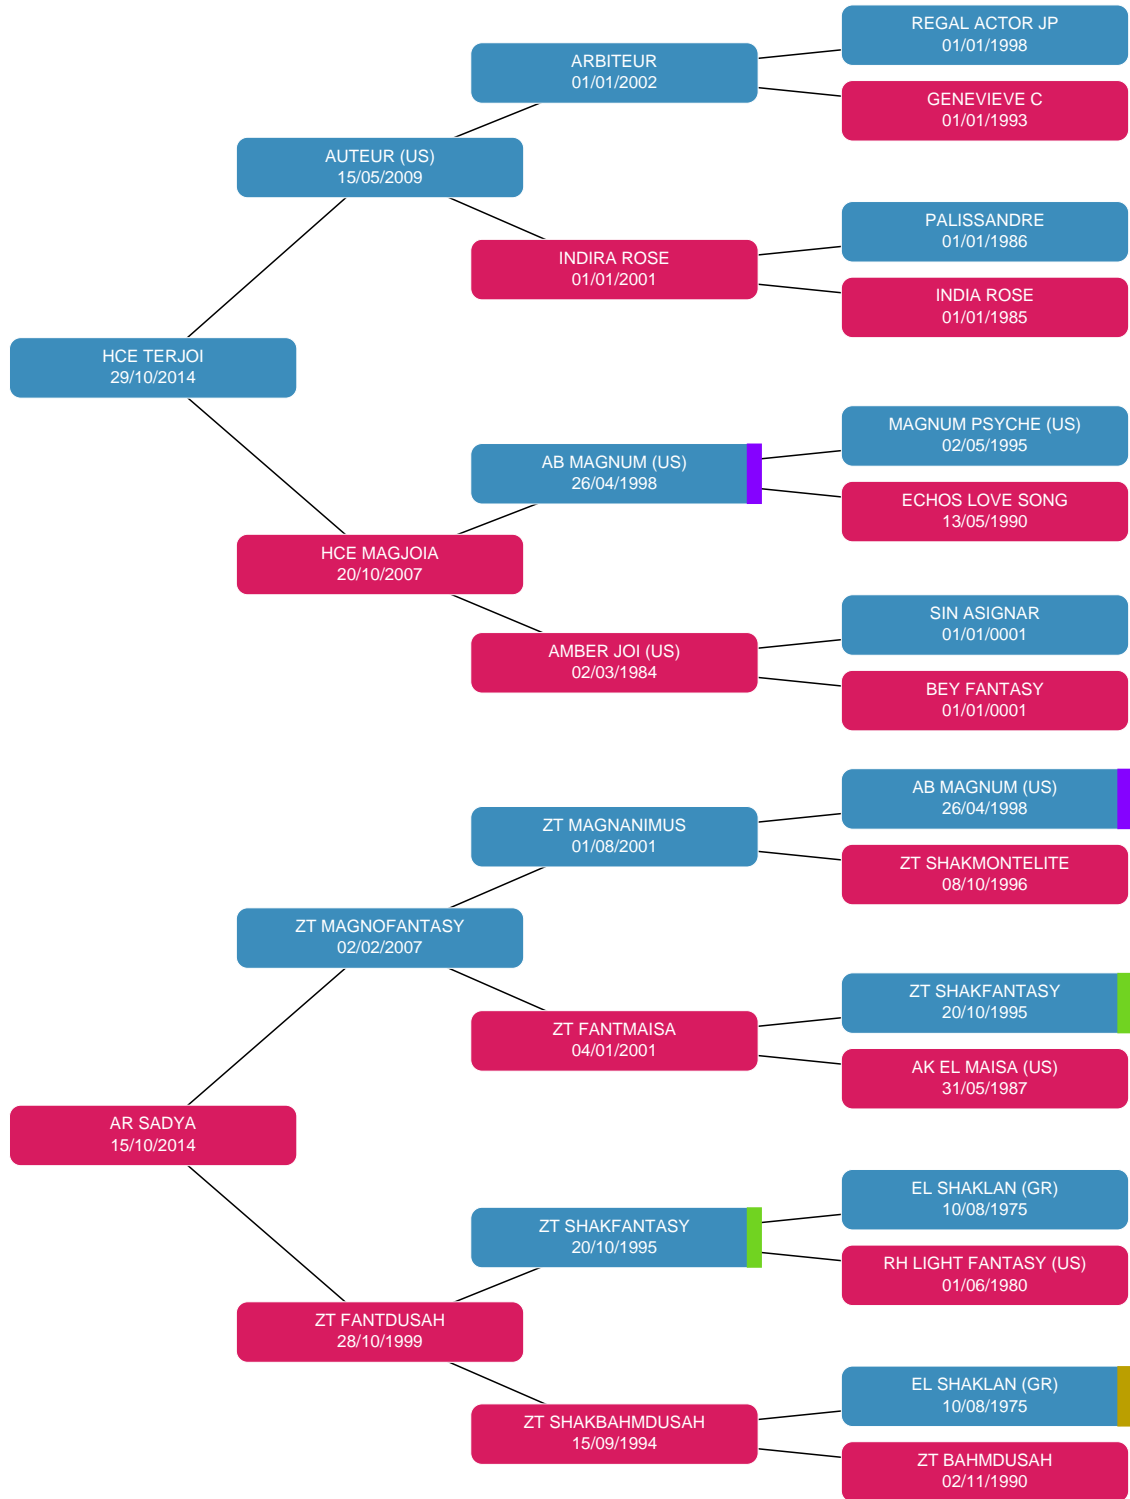 REGAL ACTOR JP
01/01/1998
ARBITEUR
01/01/2002
GENEVIEVE C
01/01/1993
AUTEUR (US)
15/05/2009
PALISSANDRE
01/01/1986
INDIRA ROSE
01/01/2001
INDIA ROSE
01/01/1985
HCE TERJOI
29/10/2014
MAGNUM PSYCHE (US)
02/05/1995
AB MAGNUM (US)
26/04/1998
ECHOS LOVE SONG
13/05/1990
HCE MAGJOIA
20/10/2007
SIN ASIGNAR
01/01/0001
AMBER JOI (US)
02/03/1984
BEY FANTASY
01/01/0001
AB MAGNUM (US)
26/04/1998
ZT MAGNANIMUS
01/08/2001
ZT SHAKMONTELITE
08/10/1996
ZT MAGNOFANTASY
02/02/2007
ZT SHAKFANTASY
20/10/1995
ZT FANTMAISA
04/01/2001
AK EL MAISA (US)
31/05/1987
AR SADYA
15/10/2014
EL SHAKLAN (GR)
10/08/1975
ZT SHAKFANTASY
20/10/1995
RH LIGHT FANTASY (US)
01/06/1980
ZT FANTDUSAH
28/10/1999
EL SHAKLAN (GR)
10/08/1975
ZT SHAKBAHMDUSAH
15/09/1994
ZT BAHMDUSAH
02/11/1990